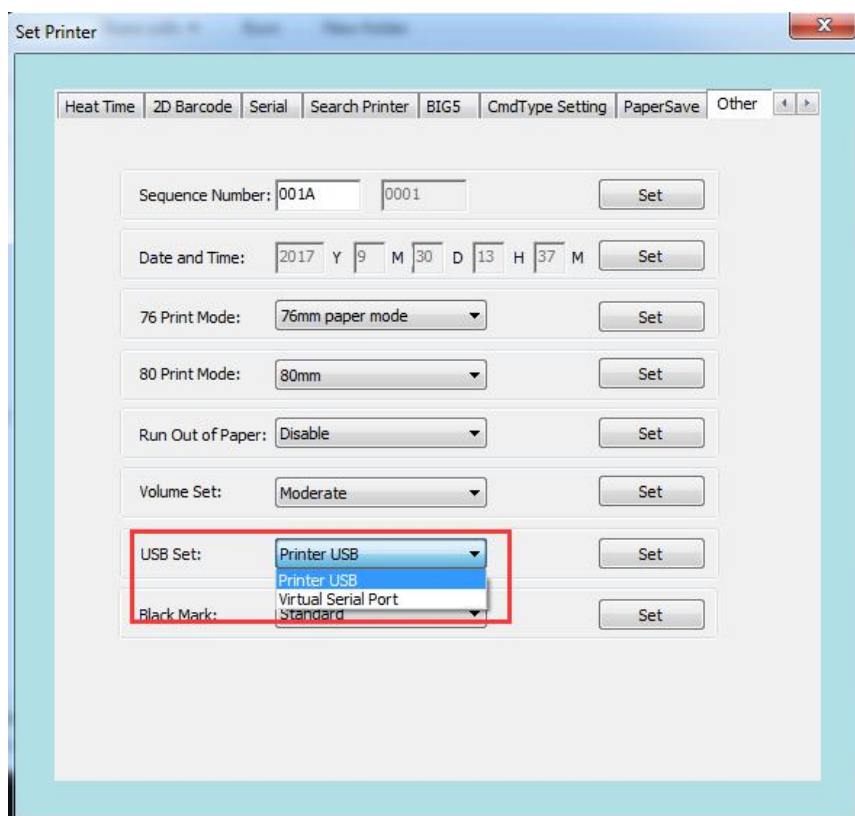 Set Printer
Heat Time 2D Barcode Serial Search Printer BIG5 CmdType Setting PaperSave Other
Sequence Number: 001A 0001 Set
Date and Time: 2017 Y 9 M 30 D 13 H 37 M Set
76 Print Mode: 76mm paper mode Set
80 Print Mode: 80mm Set
Run Out of Paper: Disable Set
Volume Set: Moderate Set
USB Set: Printer USB Set
Printer USB
Virtual Serial Port
Black Mark: Standard Set